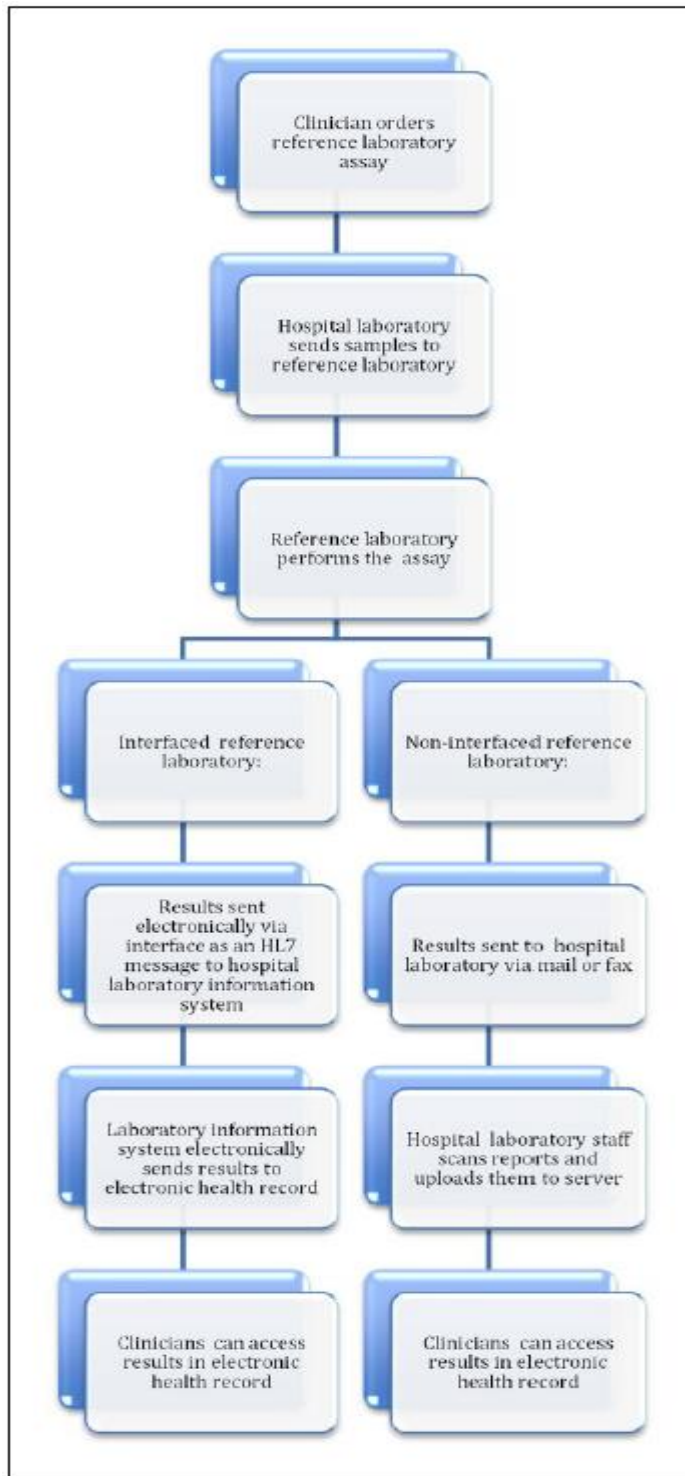 Clinician orders
reference laboratory
assay
Hospital laboratory
sends samples to
reference laboratory
Reference laboratory
performs the assay
Interfaced reference
laboratory:
Non-interfaced reference
laboratory:
Results sent
electronically via
interface as an HL7
message to hospital
laboratory information
system
Results sent to hospital
laboratory via mail or fax
Laboratory information
system electronically
sends results to
electronic health record
Hospital laboratory staff
scans reports and
uploads them to server
Clinicians can access
results in electronic
health record
Clinicians can access
results in electronic
health record